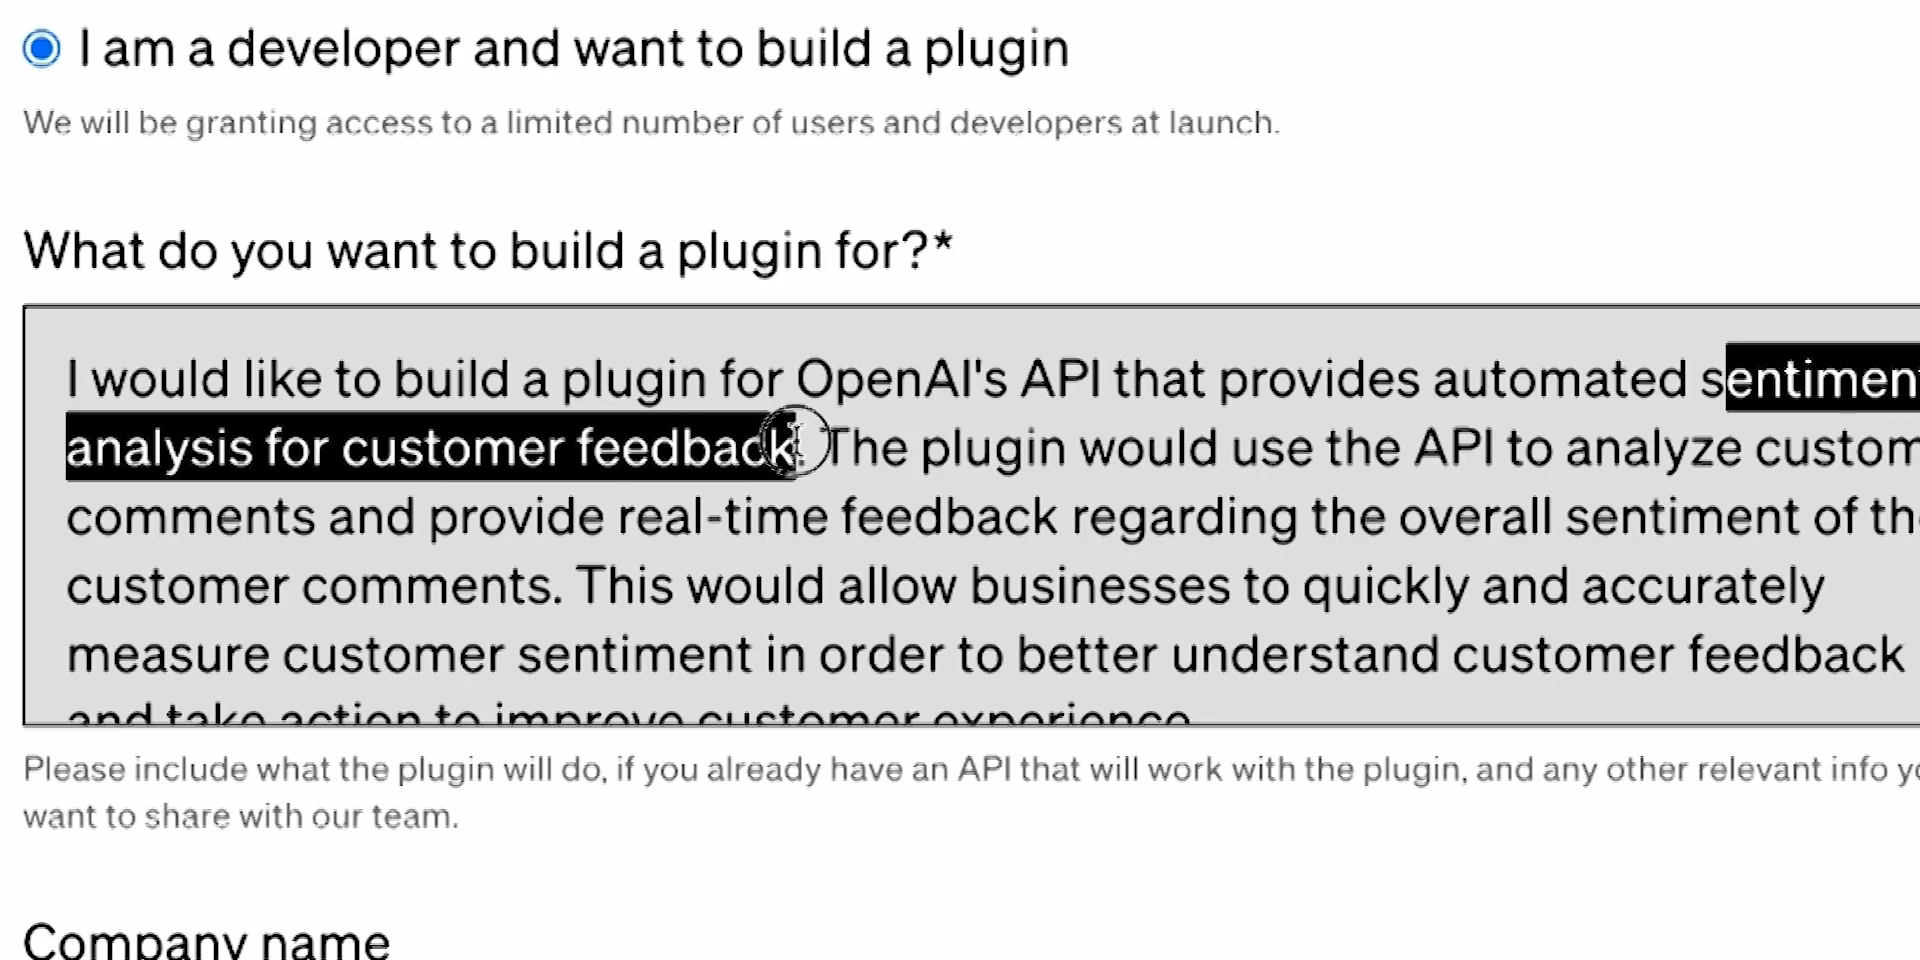 I am a developer and want to build a plugin
We will be granting access to a limited number of users and developers at launch.
What do you want to build a plugin for?*
I would like to build a plugin for OpenAI's API that provides automated sentiment
analysis for customer feedback. The plugin would use the API to analyze custom
comments and provide real-time feedback regarding the overall sentiment of the
customer comments. This would allow businesses to quickly and accurately
measure customer sentiment in order to better understand customer feedback
and take action to improve customer experience.
Please include what the plugin will do, if you already have an API that will work with the plugin, and any other relevant info yo
want to share with our team.
Company name